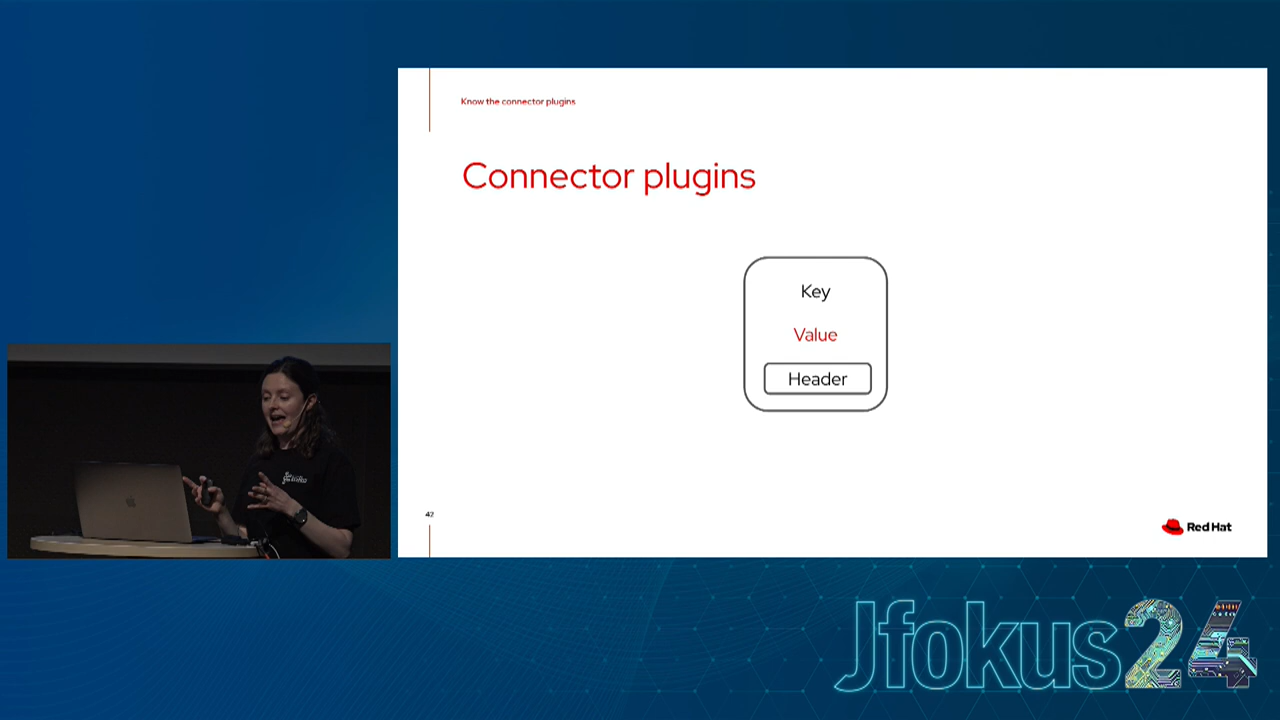 Know the connector plugins
Connector plugins
Key
Value
Header
42
Red Hat
Jfokus24